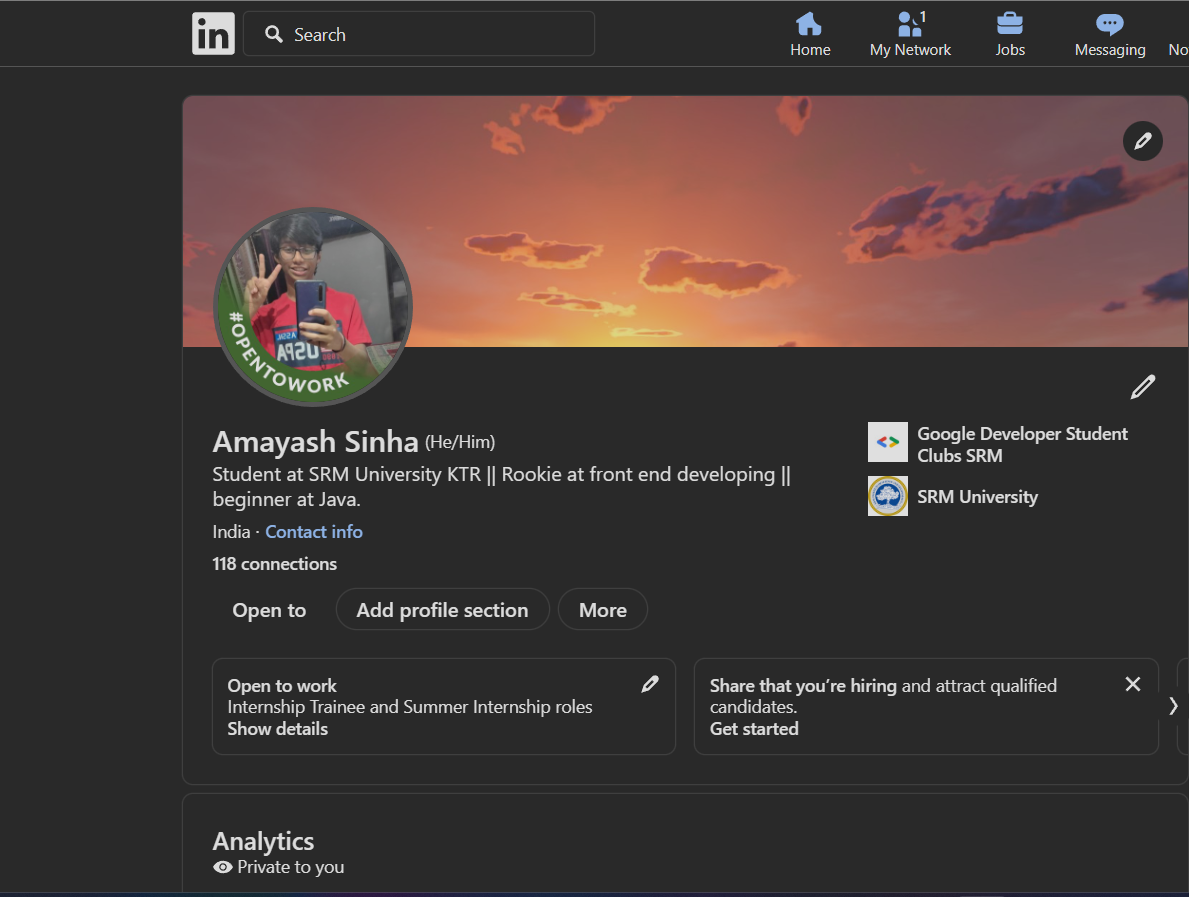 in
Search
Home
My Network
1
Jobs
Messaging
No
#OPENTOWORK
ASSL
USPA
Amayash Sinha (He/Him)
Student at SRM University KTR || Rookie at front end developing ||
beginner at Java.
India · Contact info
118 connections
Google Developer Student
Clubs SRM
SRM University
Open to
Add profile section
More
Open to work
Internship Trainee and Summer Internship roles
Show details
Share that you’re hiring and attract qualified
candidates.
Get started
Analytics
Private to you